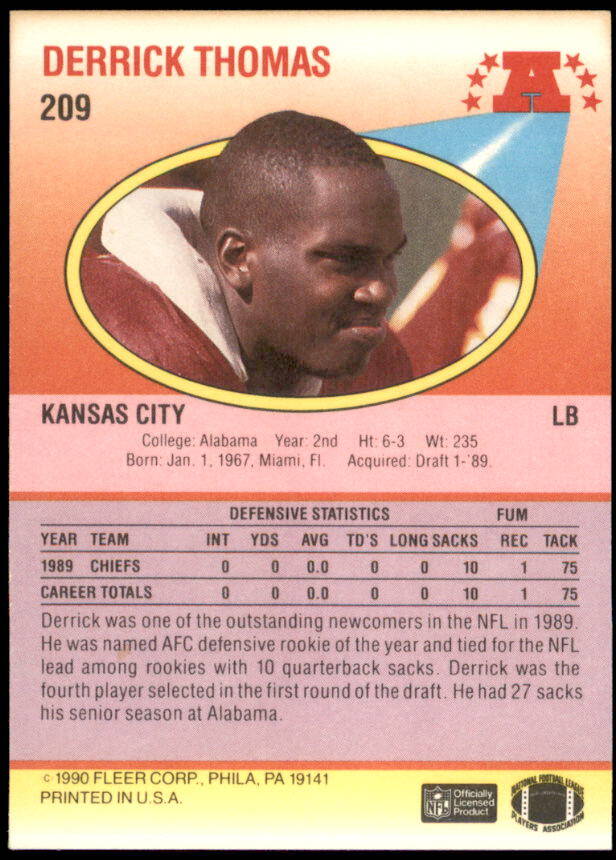 DERRICK THOMAS
209
A
KANSAS CITY LB
College: Alabama Year: 2nd Ht: 6-3 Wt: 235
Born: Jan. 1, 1967, Miami, Fl. Acquired: Draft 1-'89.
DEFENSIVE STATISTICS FUM
YEAR TEAM INT YDS AVG TD'S LONG SACKS REC TACK
1989 CHIEFS 0 0 0.0 0 0 10 1 75
CAREER TOTALS 0 0 0.0 0 0 10 1 75
Derrick was one of the outstanding newcomers in the NFL in 1989.
He was named AFC defensive rookie of the year and tied for the NFL
lead among rookies with 10 quarterback sacks. Derrick was the
fourth player selected in the first round of the draft. He had 27 sacks
his senior season at Alabama.
© 1990 FLEER CORP., PHILA, PA 19141
PRINTED IN U.S.A.
NFL
Officially
Licensed
Product
NATIONAL FOOTBALL LEAGUE
PLAYERS ASSOCIATION